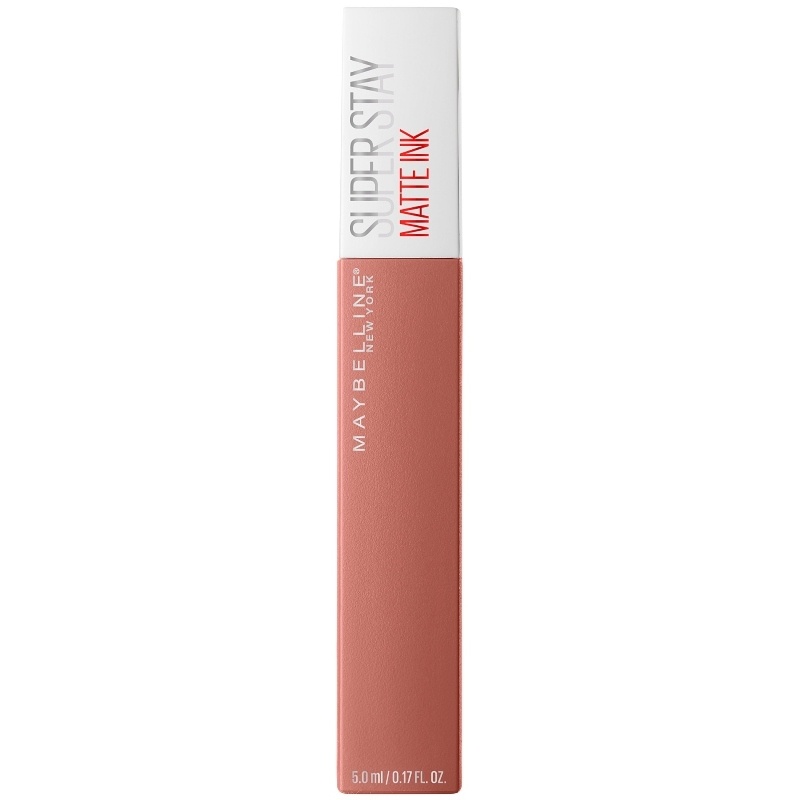 SUPER STAY
MATTE INK
MAYBELLINE®
NEW YORK
5.0 ml / 0.17 FL. OZ.